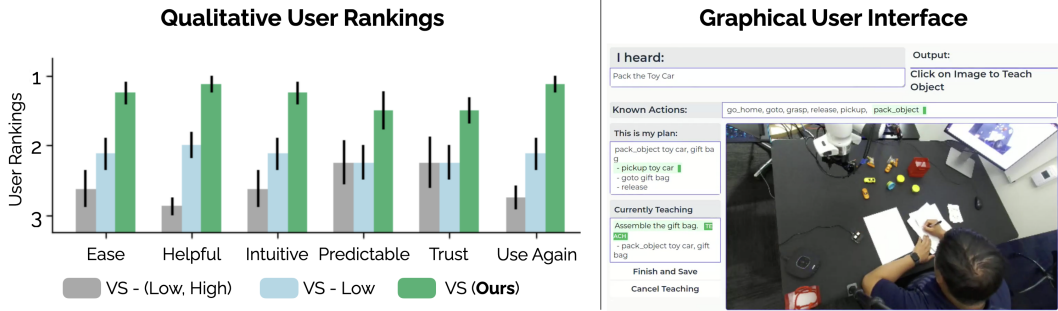 Qualitative User Rankings
User Rankings
1
2
3
Ease
Helpful
Intuitive
Predictable
Trust
Use Again
VS - (Low, High)
VS - Low
VS (Ours)
Graphical User Interface
I heard:
Pack the Toy Car
Output:
Click on Image to Teach
Object
Known Actions:
go_home, goto, grasp, release, pickup, pack_object
This is my plan:
pack_object toy car, gift ba
g
- pickup toy car
- goto gift bag
- release
Currently Teaching
Assemble the gift bag. TE
ACH
- pack_object toy car, gift
bag
Finish and Save
Cancel Teaching